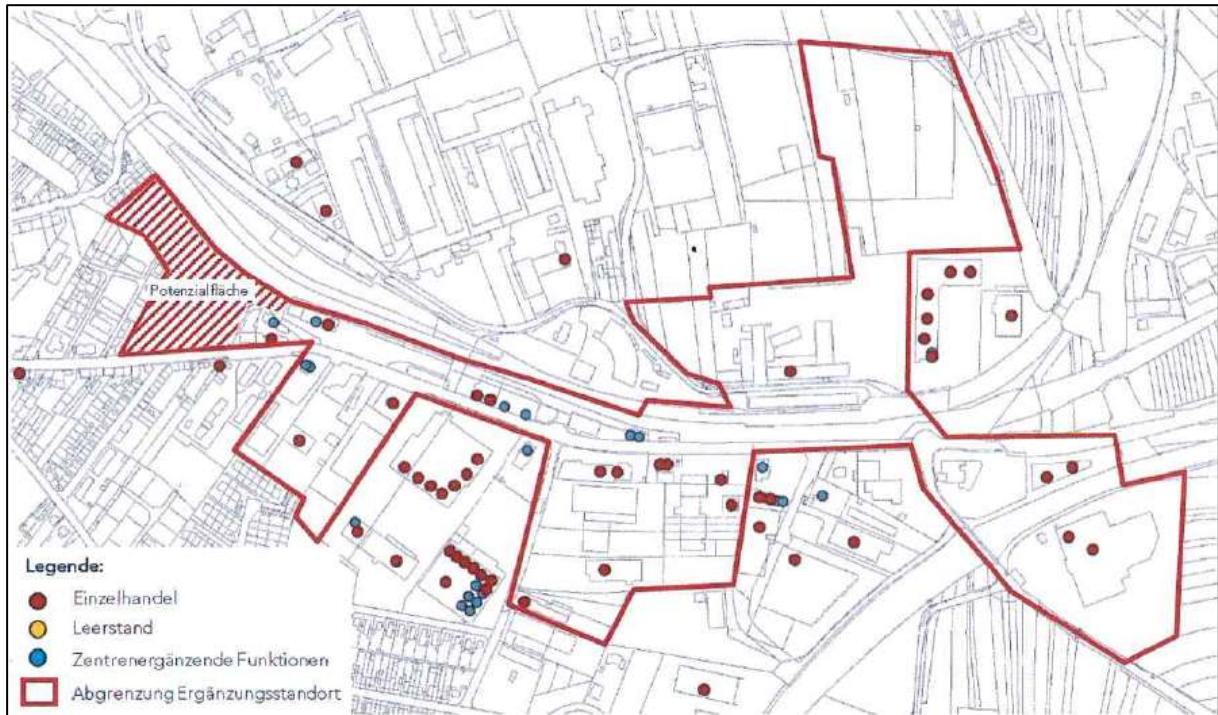 Potenzialfläche
Legende:
Einzelhandel
Leerstand
Zentrenergänzende Funktionen
Abgrenzung Ergänzungsstandort